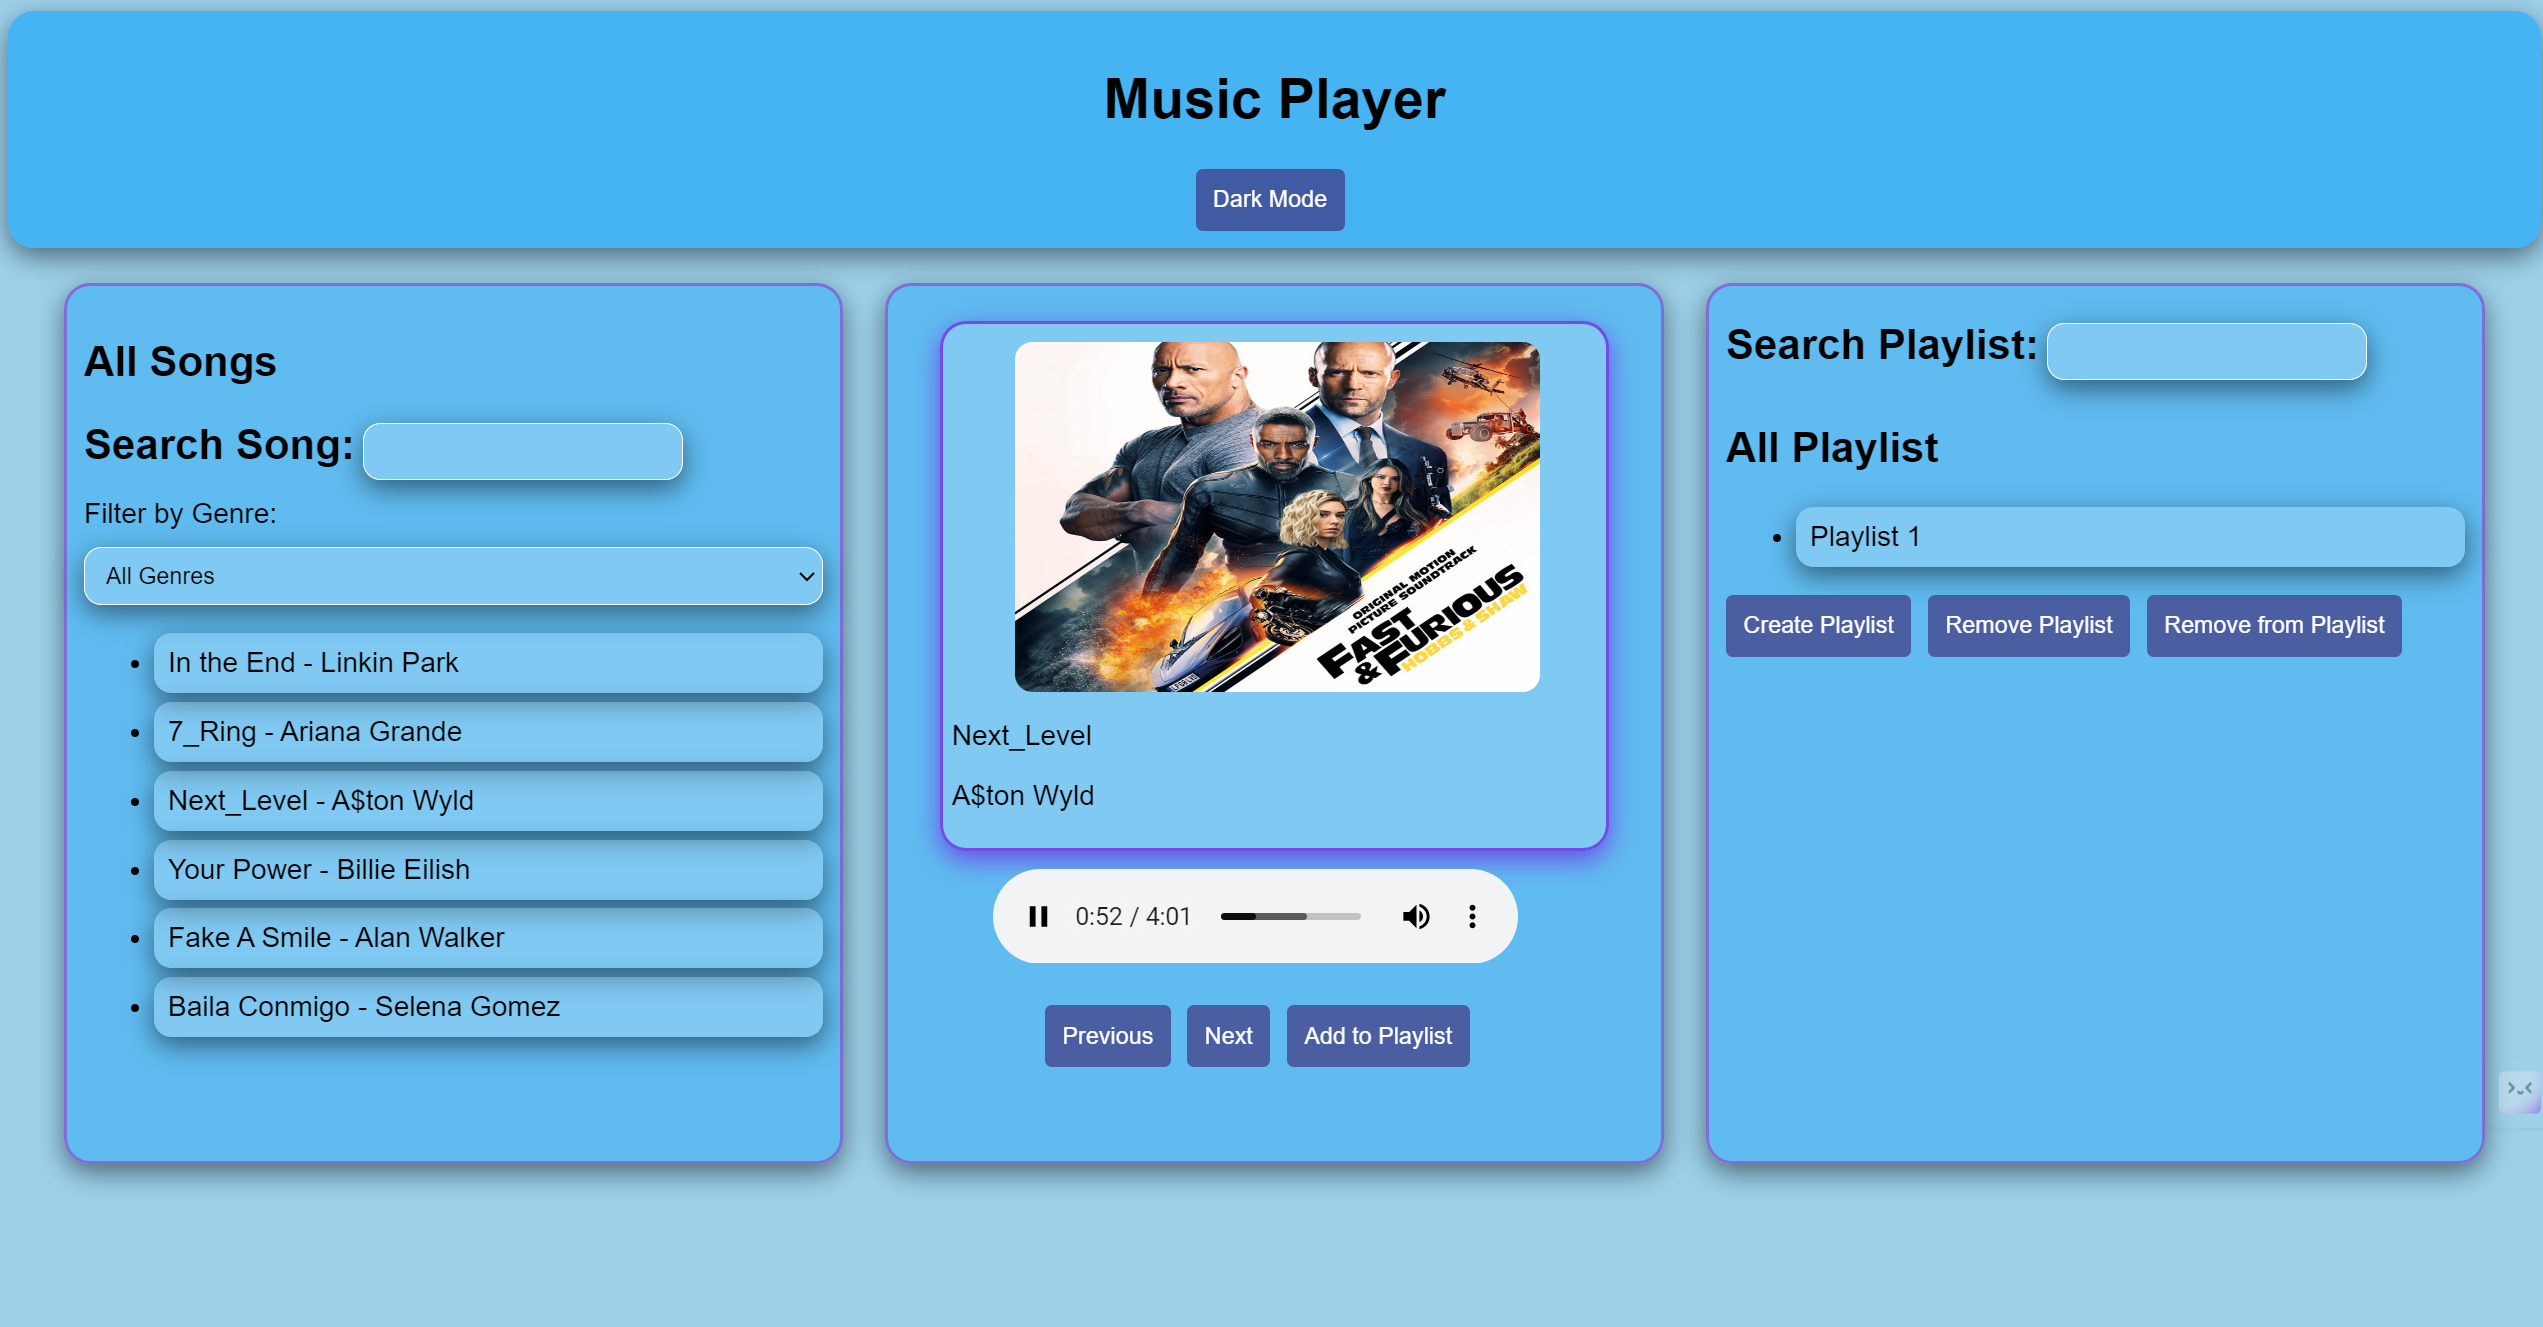 Music Player
Dark Mode
All Songs
Search Song:
Filter by Genre:
All Genres
In the End - Linkin Park
7_Ring - Ariana Grande
Next_Level - A$ton Wyld
Your Power - Billie Eilish
Fake A Smile - Alan Walker
Baila Conmigo - Selena Gomez
ORIGINAL MOTION
PICTURE SOUNDTRACK
FAST
&FURIOUS
HOBBS & SHAW
Next_Level
A$ton Wyld
0:52 / 4:01
Previous
Next
Add to Playlist
Search Playlist:
All Playlist
Playlist 1
Create Playlist
Remove Playlist
Remove from Playlist